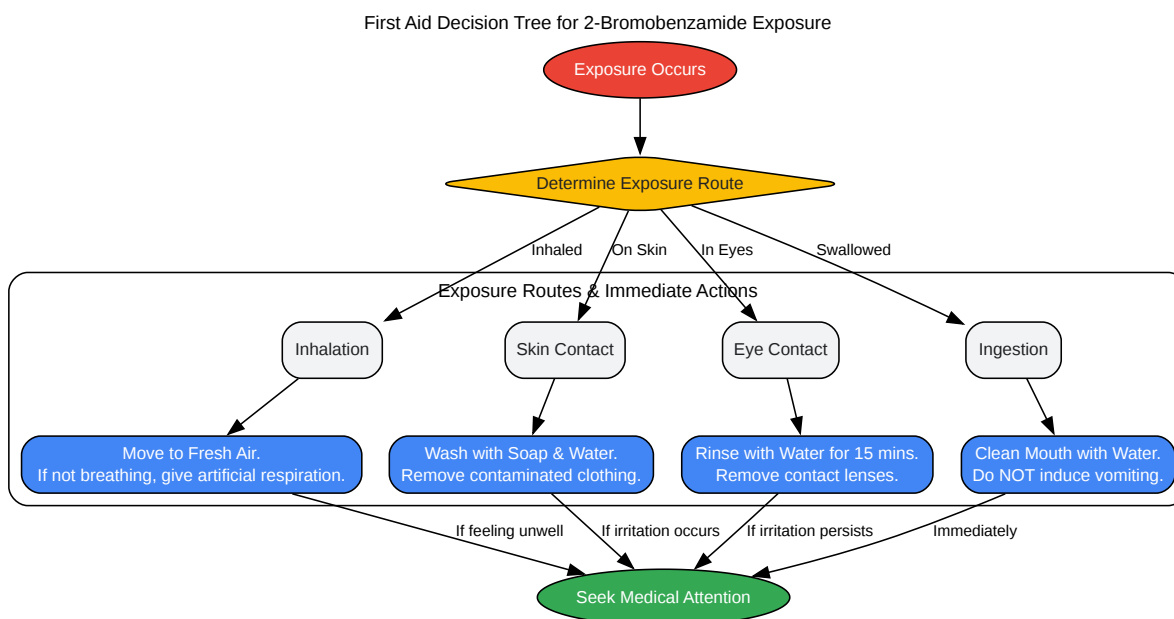 First Aid Decision Tree for 2-Bromobenzamide Exposure
Exposure Occurs
Determine Exposure Route
Inhaled
On Skin
In Eyes
Swallowed
Exposure Routes & Immediate Actions
Inhalation
Skin Contact
Eye Contact
Ingestion
Move to Fresh Air.
If not breathing, give artificial respiration.
Wash with Soap & Water.
Remove contaminated clothing.
Rinse with Water for 15 mins.
Remove contact lenses.
Clean Mouth with Water.
Do NOT induce vomiting.
If feeling unwell
If irritation occurs
If irritation persists
Immediately
Seek Medical Attention